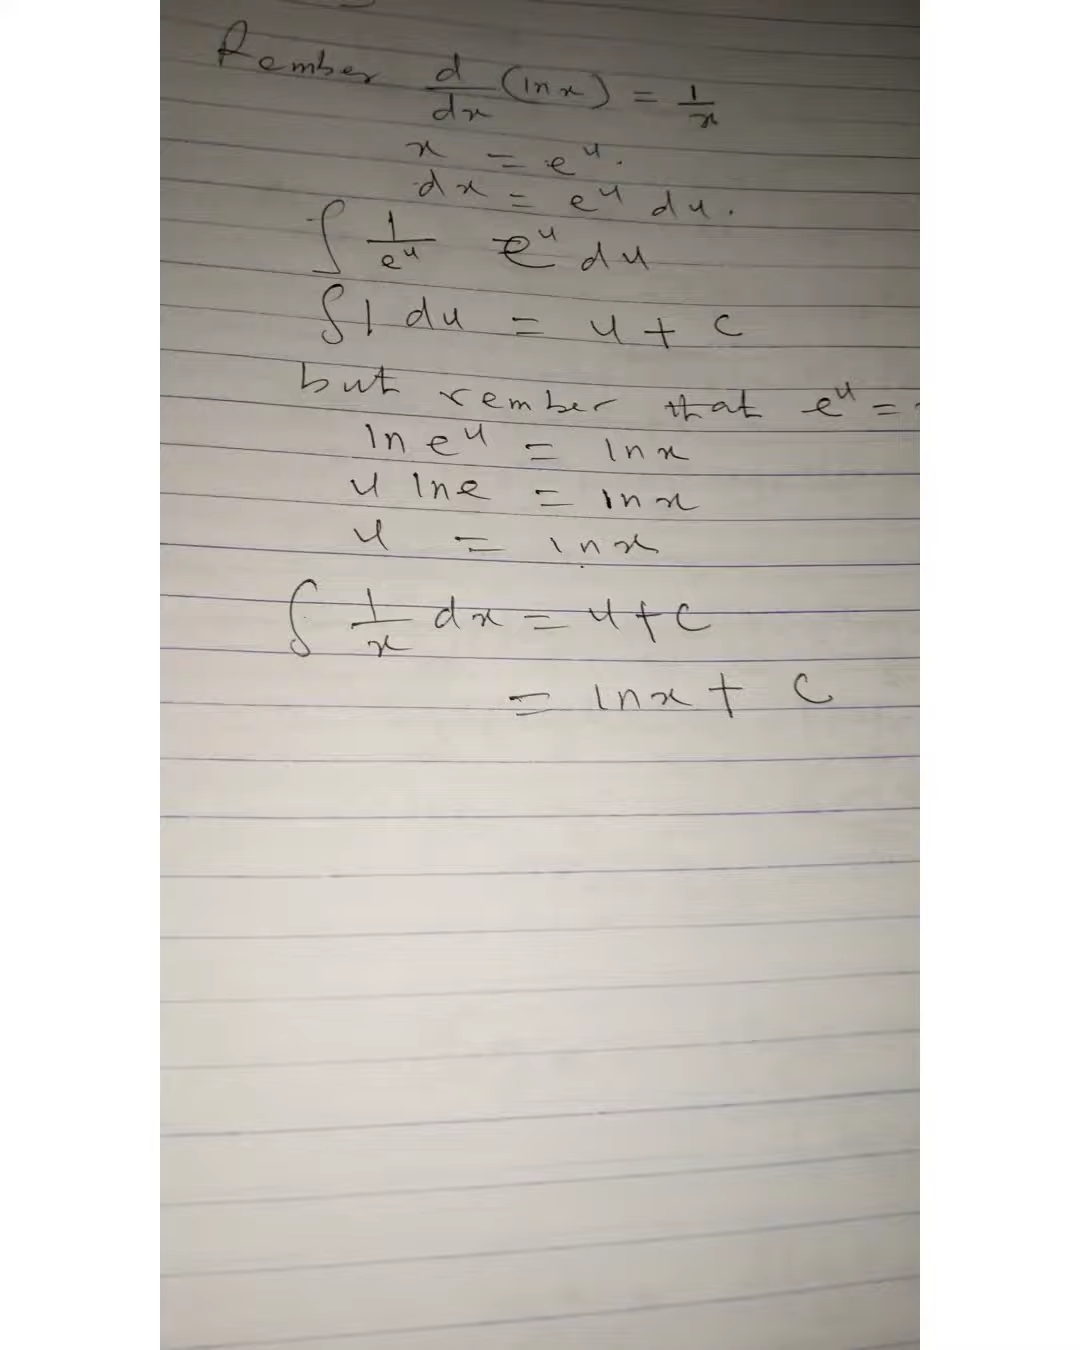 Rember d/dx (ln x) = 1/x
x = e^u.
dx = e^u du.
∫ 1/e^u e^u du
∫ 1 du = u + c
but rember that e^u =
ln e^u = ln x
u lne = ln x
u = ln x
∫ 1/x dx = u + c
= ln x + c